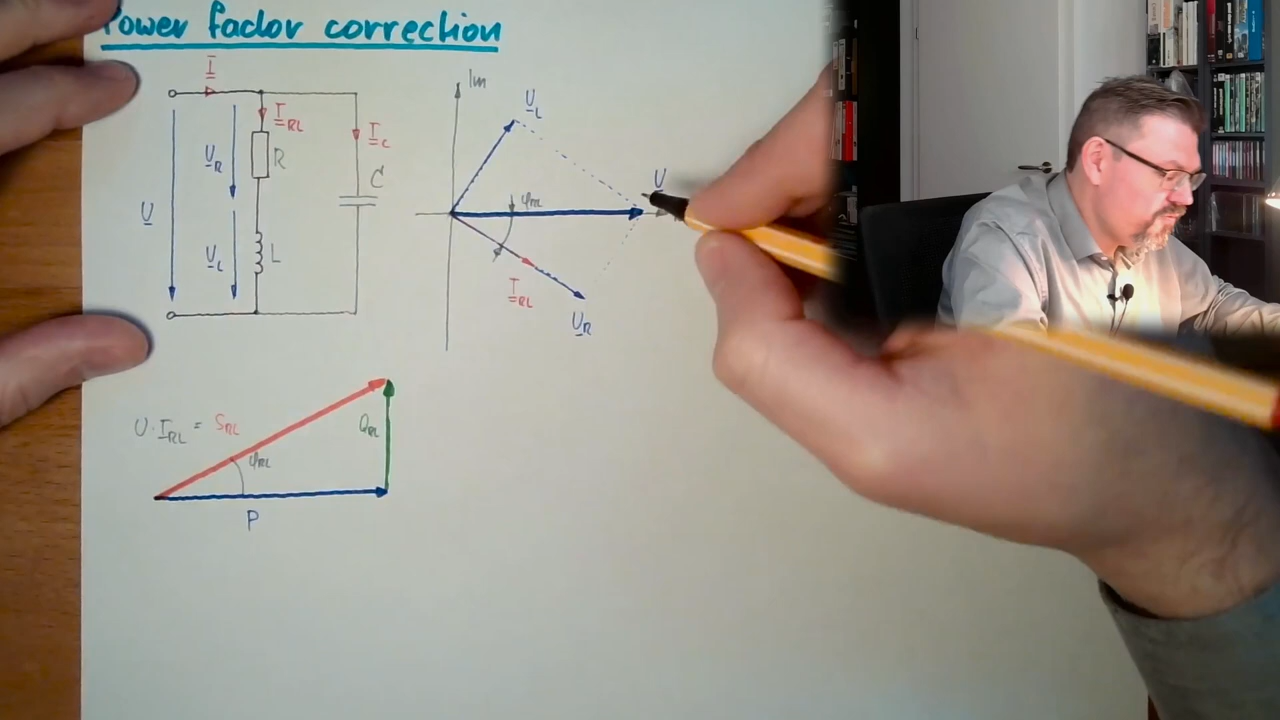 Power factor correction
I
I_RL
I_C
U_R
R
C
U
U_L
L
Im
U_L
φ_RL
U
I_RL
U_R
U · I_RL = S_RL
Q_RL
φ_RL
P